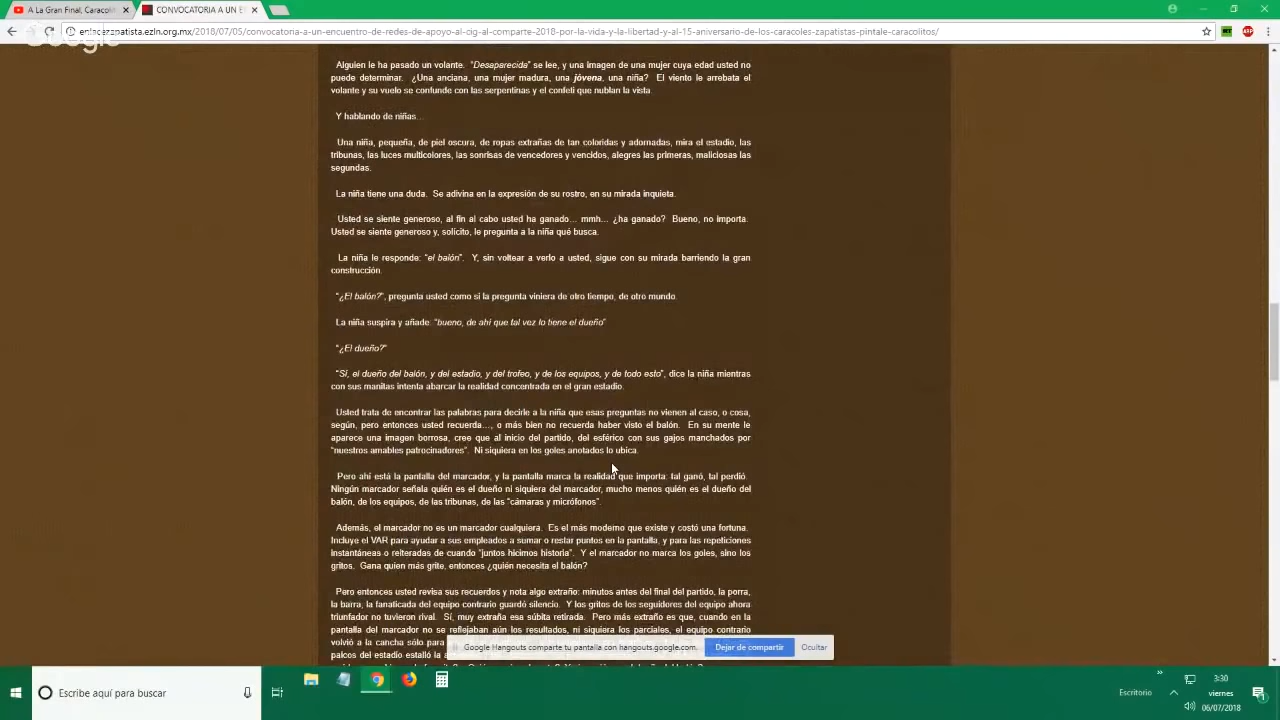 A La Gran Final: Caracolit
CONVOCATORIA A UN E
enlacezapatista.ezln.org.mx/2018/07/05/convocatoria-a-un-encuentro-de-redes-de-apoyo-al-cig-al-comparte-2018-por-la-vida-y-la-libertad-y-al-15-aniversario-de-los-caracoles-zapatistas-pintale-caracolitos/
Google
Alguien le ha pasado un volante. “Desaparecida” se lee, y una imagen de una mujer cuya edad usted no
puede determinar. ¿Una anciana, una mujer madura, una jóvena, una niña? El viento le arrebata el
volante y su vuelo se confunde con las serpentinas y el confeti que nublan la vista.
Y hablando de niñas…
Una niña, pequeña, de piel oscura, de ropas extrañas de tan coloridas y adornadas, mira el estadio, las
tribunas, las luces multicolores, las sonrisas de vencedores y vencidos, alegres las primeras, maliciosas las
segundas.
La niña tiene una duda. Se adivina en la expresión de su rostro, en su mirada inquieta.
Usted se siente generoso, al fin al cabo usted ha ganado… mmh… ¿ha ganado? Bueno, no importa.
Usted se siente generoso y, solícito, le pregunta a la niña qué busca.
La niña le responde: “el balón”. Y, sin voltear a verlo a usted, sigue con su mirada barriendo la gran
construcción.
“¿El balón?”, pregunta usted como si la pregunta viniera de otro tiempo, de otro mundo.
La niña suspira y añade: “bueno, de ahí que tal vez lo tiene el dueño”
“¿El dueño?”
“Sí, el dueño del balón, y del estadio, y del trofeo, y de los equipos, y de todo esto”, dice la niña mientras
con sus manitas intenta abarcar la realidad concentrada en el gran estadio.
Usted trata de encontrar las palabras para decirle a la niña que esas preguntas no vienen al caso, o cosa,
según, pero entonces usted recuerda…, o más bien no recuerda haber visto el balón. En su mente le
aparece una imagen borrosa, cree que al inicio del partido, del esférico con sus gajos manchados por
“nuestros amables patrocinadores”. Ni siquiera en los goles anotados lo ubica.
Pero ahí está la pantalla del marcador, y la pantalla marca la realidad que importa: tal ganó, tal perdió.
Ningún marcador señala quién es el dueño ni siquiera del marcador, mucho menos quién es el dueño del
balón, de los equipos, de las tribunas, de las “cámaras y micrófonos”.
Además, el marcador no es un marcador cualquiera. Es el más moderno que existe y costó una fortuna.
Incluye el VAR para ayudar a sus empleados a sumar o restar puntos en la pantalla, y para las repeticiones
instantáneas o reiteradas de cuando “juntos hicimos historia”. Y el marcador no marca los goles, sino los
gritos. Gana quien más grite, entonces ¿quién necesita el balón?
Pero entonces usted revisa sus recuerdos y nota algo extraño: minutos antes del final del partido, la porra,
la barra, la fanaticada del equipo contrario guardó silencio. Y los gritos de los seguidores del equipo ahora
triunfador no tuvieron rival. Sí, muy extraña esa súbita retirada. Pero más extraño es que, cuando en la
pantalla del marcador no se reflejaban aún los resultados, ni siquiera los parciales, el equipo contrario
volvió a la cancha sólo para
palcos del estadio estalló la
Google Hangouts comparte tu pantalla con hangouts.google.com.
Dejar de compartir
Ocultar
Escribe aquí para buscar
Escritorio
3:30
viernes
06/07/2018